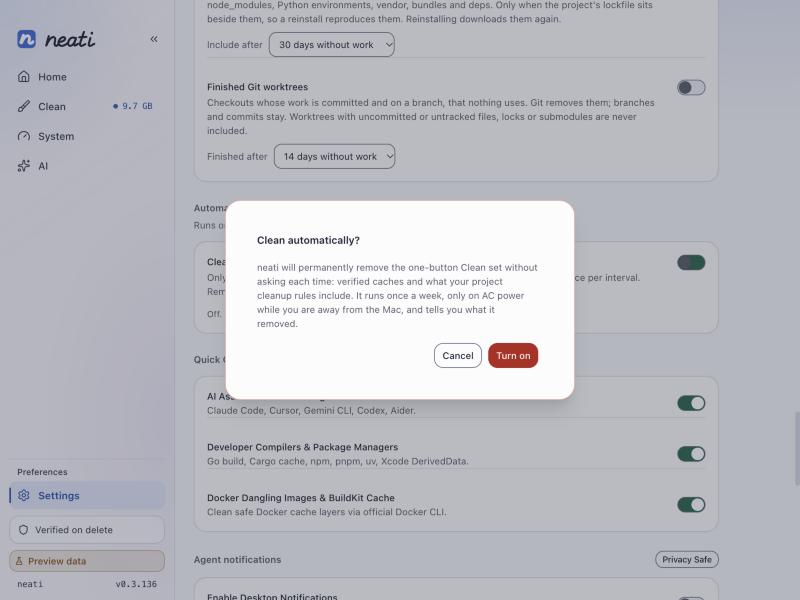 neati
«
Home
Clean
9.7 GB
System
AI
Preferences
Settings
Verified on delete
Preview data
neati
v0.3.136
node_modules, Python environments, vendor, bundles and deps. Only when the project's lockfile sits
beside them, so a reinstall reproduces them. Reinstalling downloads them again.
Include after
30 days without work
Finished Git worktrees
Checkouts whose work is committed and on a branch, that nothing uses. Git removes them; branches
and commits stay. Worktrees with uncommitted or untracked files, locks or submodules are never
included.
Finished after
14 days without work
Clean automatically?
neati will permanently remove the one-button Clean set without
asking each time: verified caches and what your project
cleanup rules include. It runs once a week, only on AC power
while you are away from the Mac, and tells you what it
removed.
Cancel
Turn on
Off.
per interval.
Claude Code, Cursor, Gemini CLI, Codex, Aider.
Developer Compilers & Package Managers
Go build, Cargo cache, npm, pnpm, uv, Xcode DerivedData.
Docker Dangling Images & BuildKit Cache
Clean safe Docker cache layers via official Docker CLI.
Agent notifications
Privacy Safe
Enable Desktop Notifications